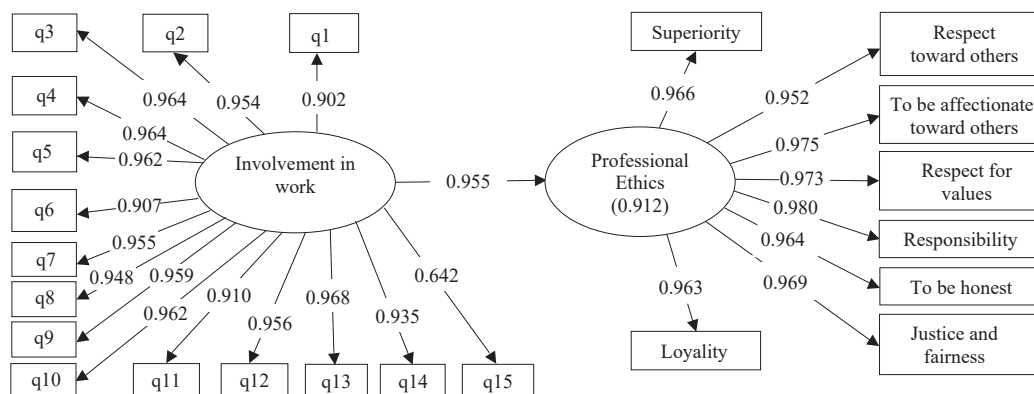 q3
q2
q1
Superiority
Respect
toward others
q4
0.964
0.954
0.902
0.966
0.952
To be affectionate
toward others
q5
0.964
0.962
Involvement in
work
0.955
Professional
Ethics
(0.912)
0.975
0.973
Respect for
values
q6
0.907
0.980
Responsibility
q7
0.955
0.964
q8
0.948
0.959
0.910
0.968
0.642
0.963
0.969
To be honest
q9
0.962
0.956
0.935
Loyality
Justice and
fairness
q10
q11
q12
q13
q14
q15